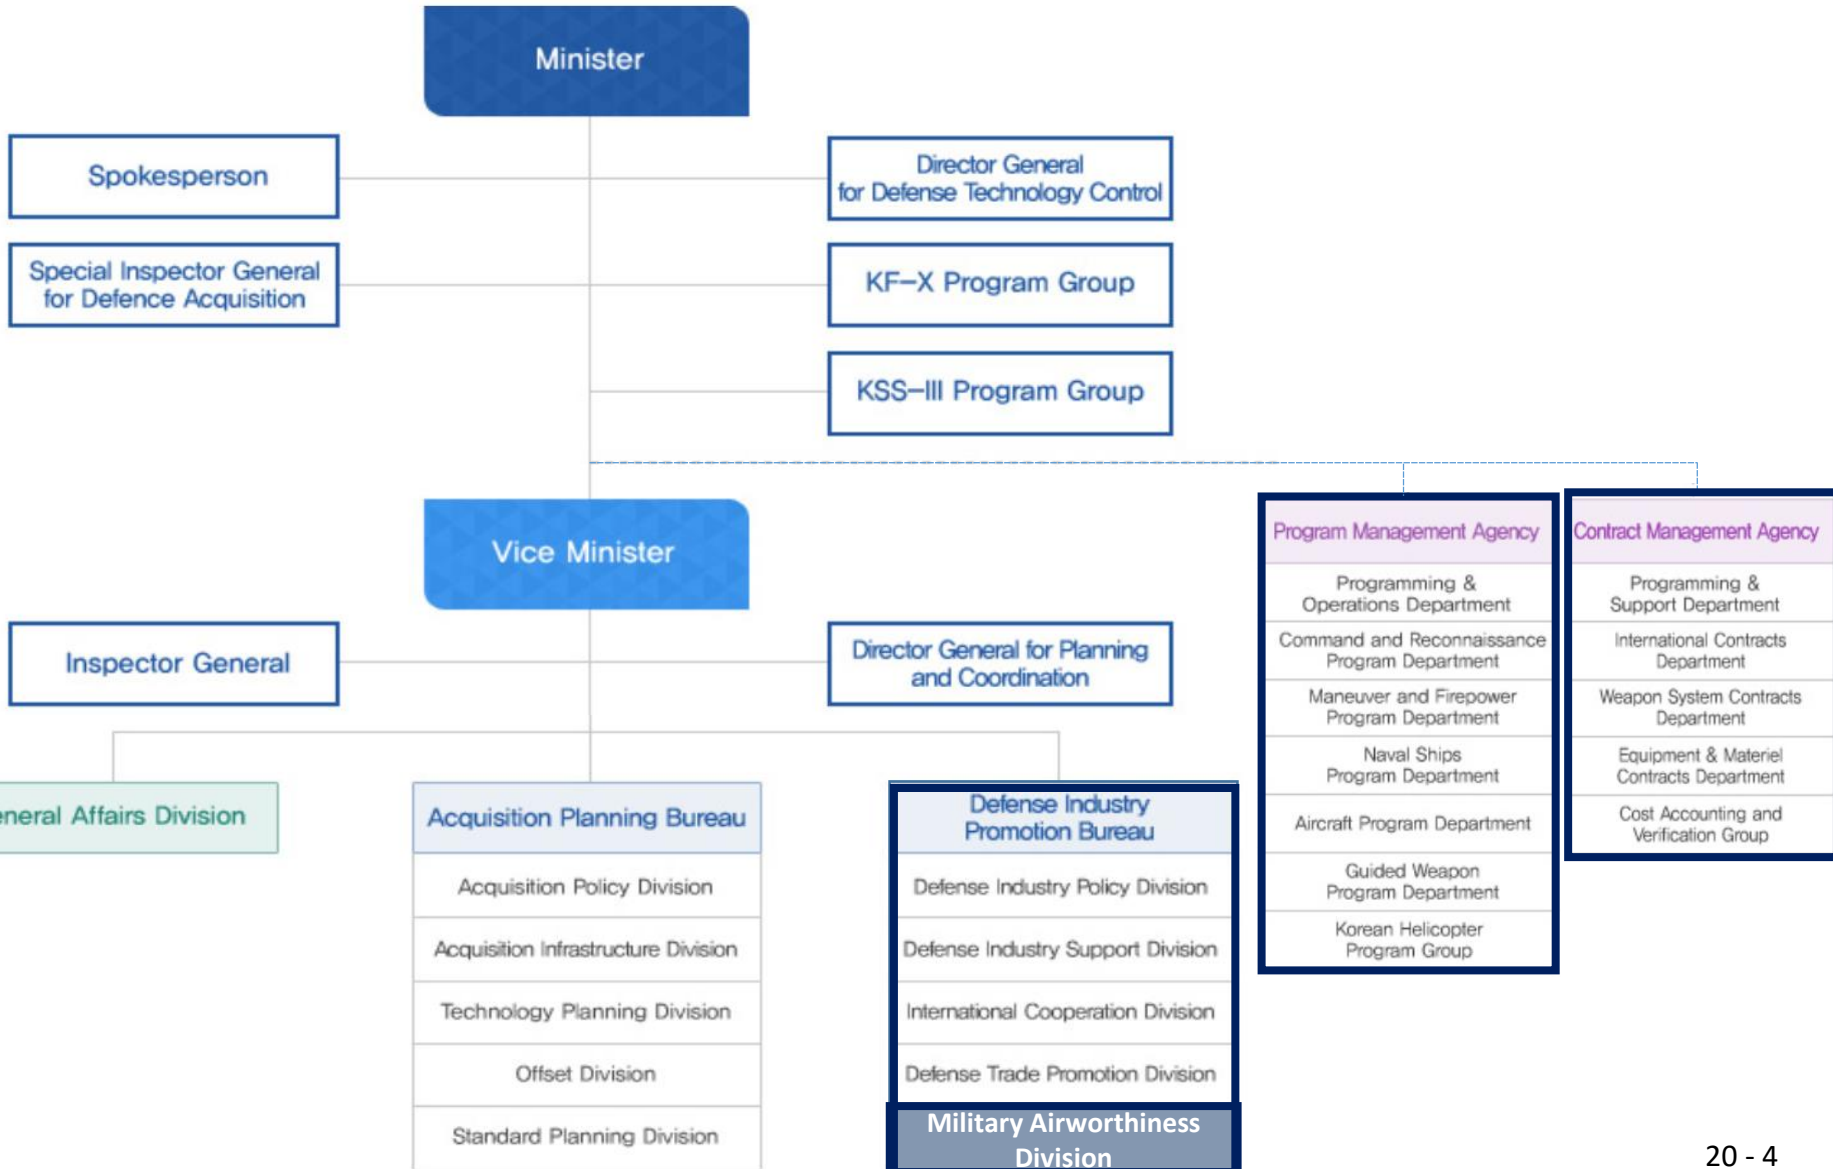 Minister
Spokesperson
Director General
for Defense Technology Control
Special Inspector General
for Defence Acquisition
KF-X Program Group
KSS-III Program Group
Vice Minister
Inspector General
Director General for Planning
and Coordination
eneral Affairs Division
Acquisition Planning Bureau
Acquisition Policy Division
Acquisition Infrastructure Division
Technology Planning Division
Offset Division
Standard Planning Division
Defense Industry
Promotion Bureau
Defense Industry Policy Division
Defense Industry Support Division
International Cooperation Division
Defense Trade Promotion Division
Military Airworthiness
Division
Program Management Agency
Programming &
Operations Department
Command and Reconnaissance
Program Department
Maneuver and Firepower
Program Department
Naval Ships
Program Department
Aircraft Program Department
Guided Weapon
Program Department
Korean Helicopter
Program Group
Contract Management Agency
Programming &
Support Department
International Contracts
Department
Weapon System Contracts
Department
Equipment & Materiel
Contracts Department
Cost Accounting and
Verification Group
20 - 4